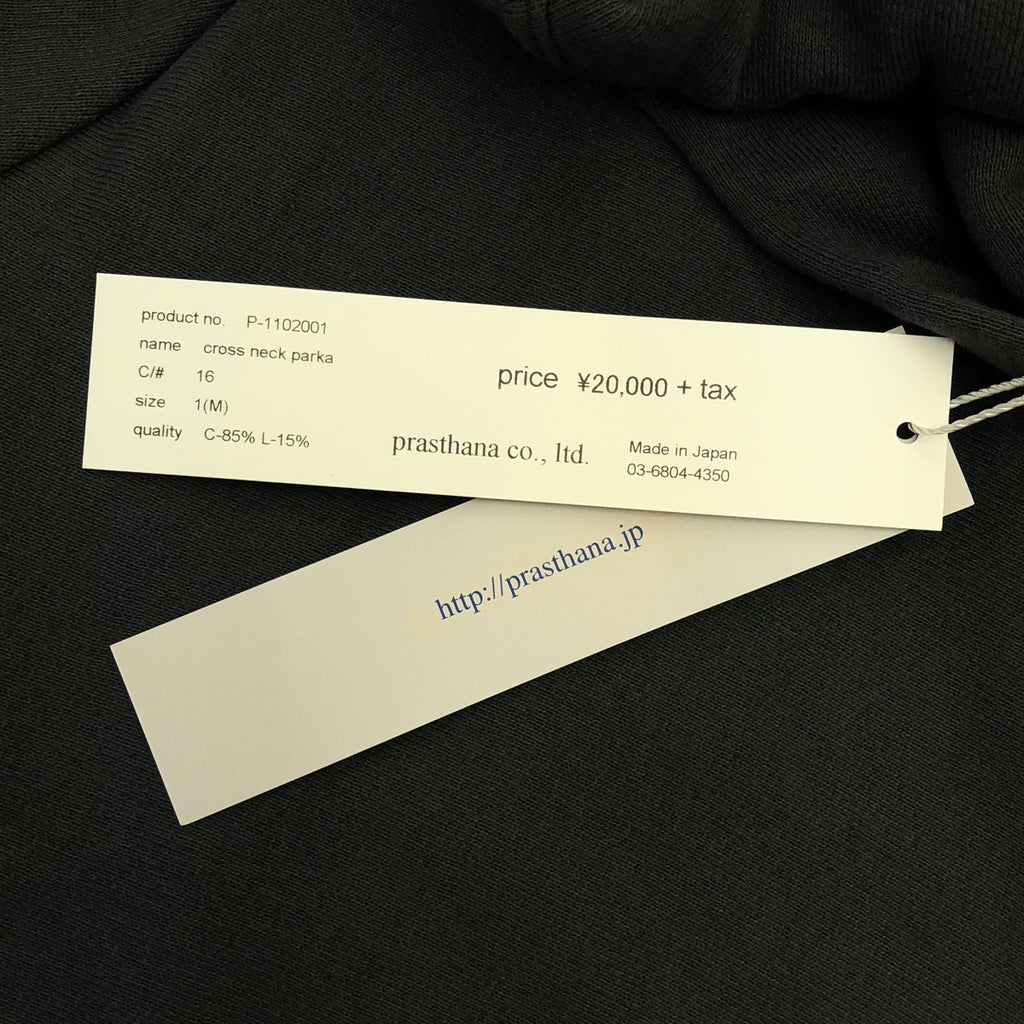 product no. P-1102001
name cross neck parka
C/# 16
size 1(M)
quality C-85% L-15%
price ¥20,000 + tax
prasthana co., ltd.
Made in Japan
03-6804-4350
http://prasthana.jp